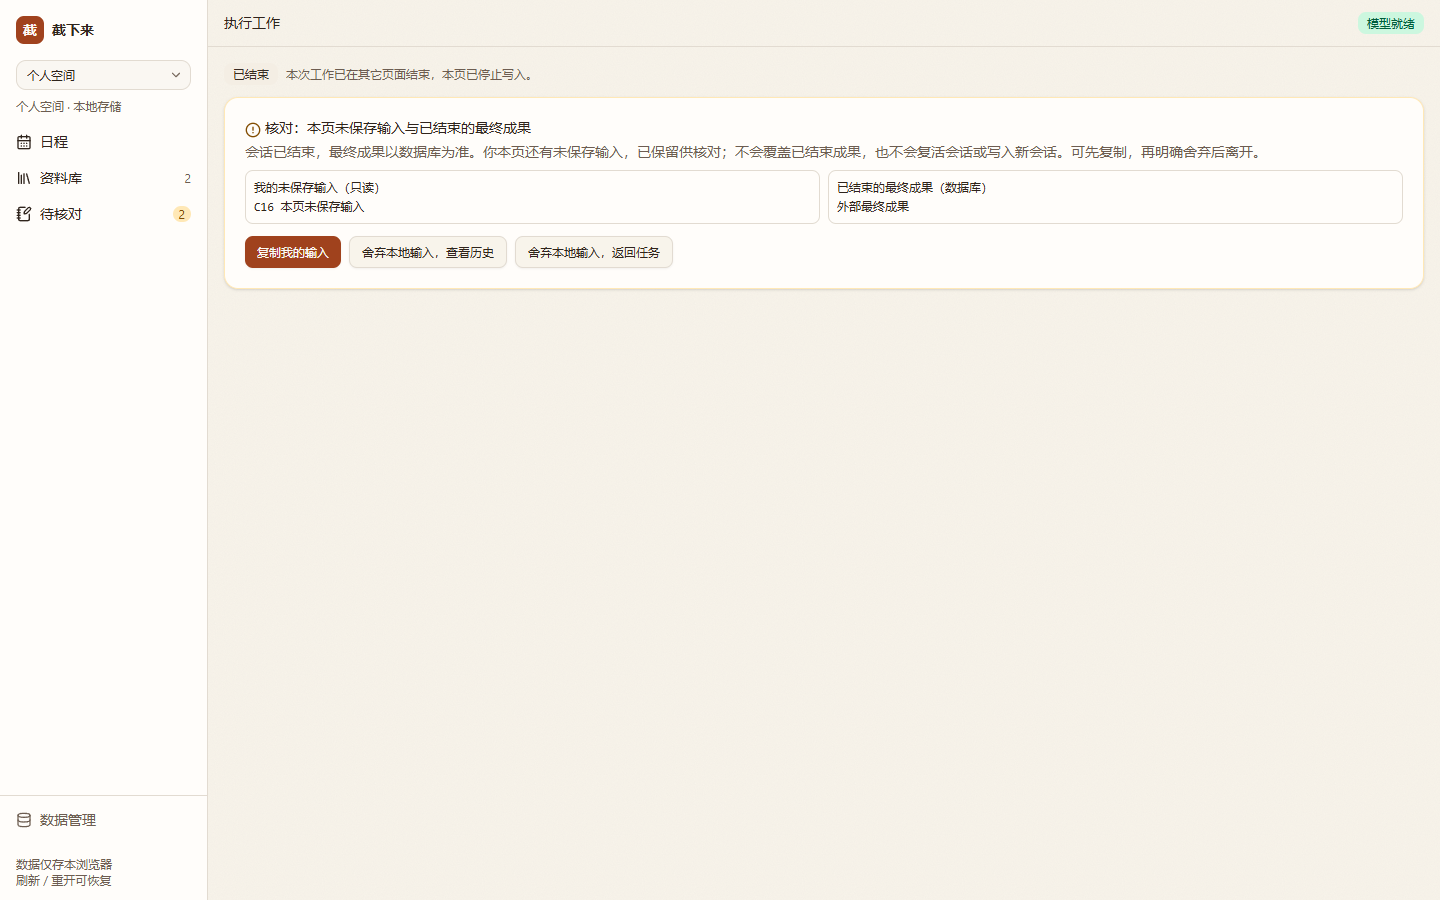 截 截下来
个人空间
个人空间 · 本地存储
日程
资料库 2
待核对 2
数据管理
数据仅存本浏览器
刷新 / 重开可恢复
执行工作
模型就绪
已结束 本次工作已在其它页面结束，本页已停止写入。
核对：本页未保存输入与已结束的最终成果
会话已结束，最终成果以数据库为准。你本页还有未保存输入，已保留供核对；不会覆盖已结束成果，也不会复活会话或写入新会话。可先复制，再明确舍弃后离开。
我的未保存输入（只读）
C16 本页未保存输入
已结束的最终成果（数据库）
外部最终成果
复制我的输入
舍弃本地输入，查看历史
舍弃本地输入，返回任务